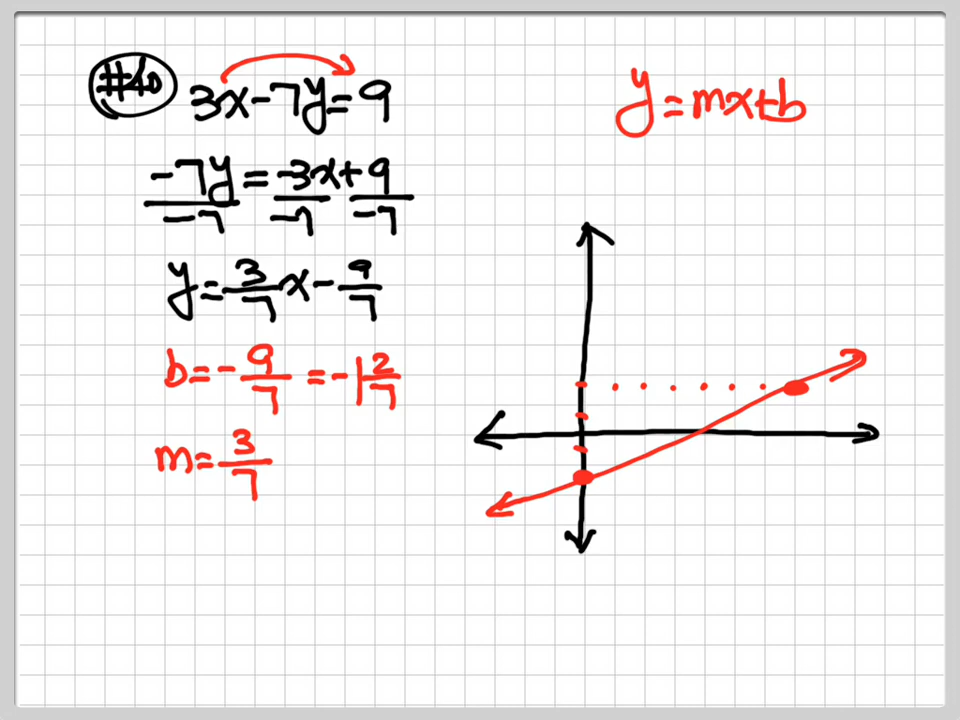 #40 3x-7y=9
y=mx+b
-7y/-7 = -3x/-7 + 9/-7
y=3/7x-9/7
b=-9/7=-1 2/7
m=3/7